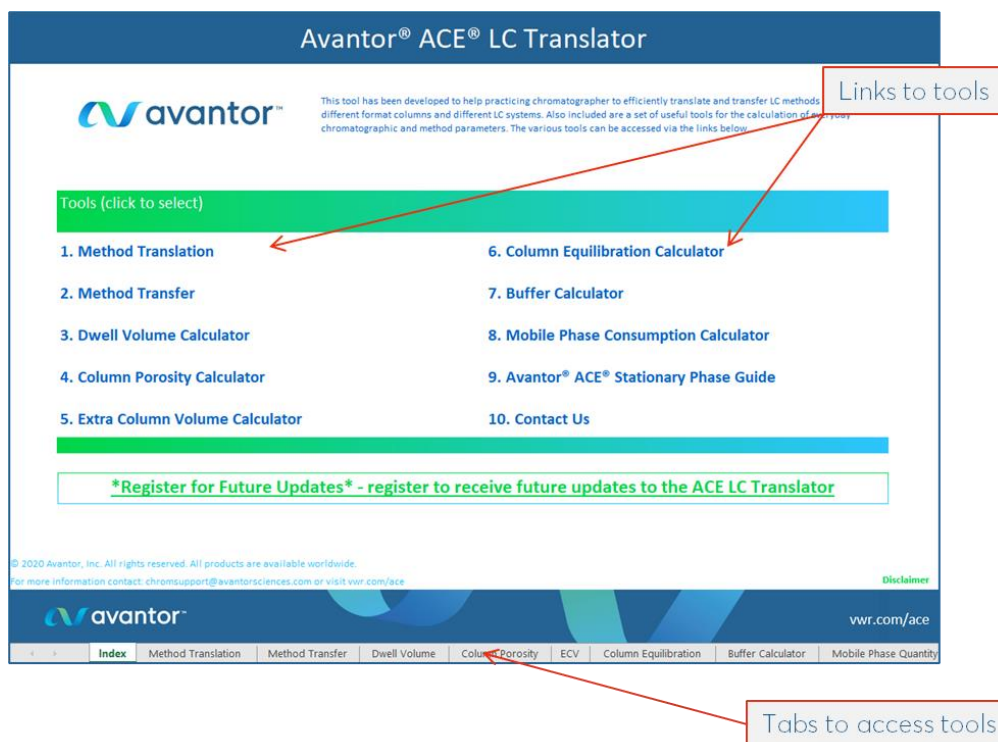 Avantor® ACE® LC Translator
Links to tools
avantor™
This tool has been developed to help practicing chromatographer to efficiently translate and transfer LC methods
different format columns and different LC systems. Also included are a set of useful tools for the calculation of everyday
chromatographic and method parameters. The various tools can be accessed via the links below
Tools (click to select)
1. Method Translation
2. Method Transfer
3. Dwell Volume Calculator
4. Column Porosity Calculator
5. Extra Column Volume Calculator
6. Column Equilibration Calculator
7. Buffer Calculator
8. Mobile Phase Consumption Calculator
9. Avantor® ACE® Stationary Phase Guide
10. Contact Us
*Register for Future Updates* - register to receive future updates to the ACE LC Translator
© 2020 Avantor, Inc. All rights reserved. All products are available worldwide.
For more information contact: chromsupport@avantorsciences.com or visit vwr.com/ace
Disclaimer
avantor™
vwr.com/ace
Index Method Translation Method Transfer Dwell Volume Column Porosity ECV Column Equilibration Buffer Calculator Mobile Phase Quantity
Tabs to access tools